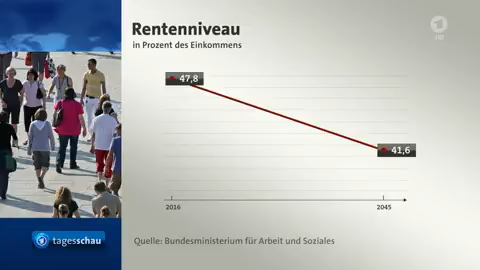 Rentenniveau
in Prozent des Einkommens
47,8
41,6
2016
2045
Quelle: Bundesministerium für Arbeit und Soziales
tagesschau